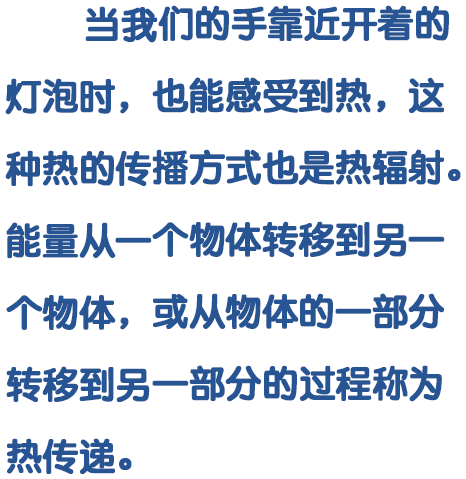 当我们的手靠近开着的
灯泡时，也能感受到热，这
种热的传播方式也是热辐射。
能量从一个物体转移到另一
个物体，或从物体的一部分
转移到另一部分的过程称为
热传递。